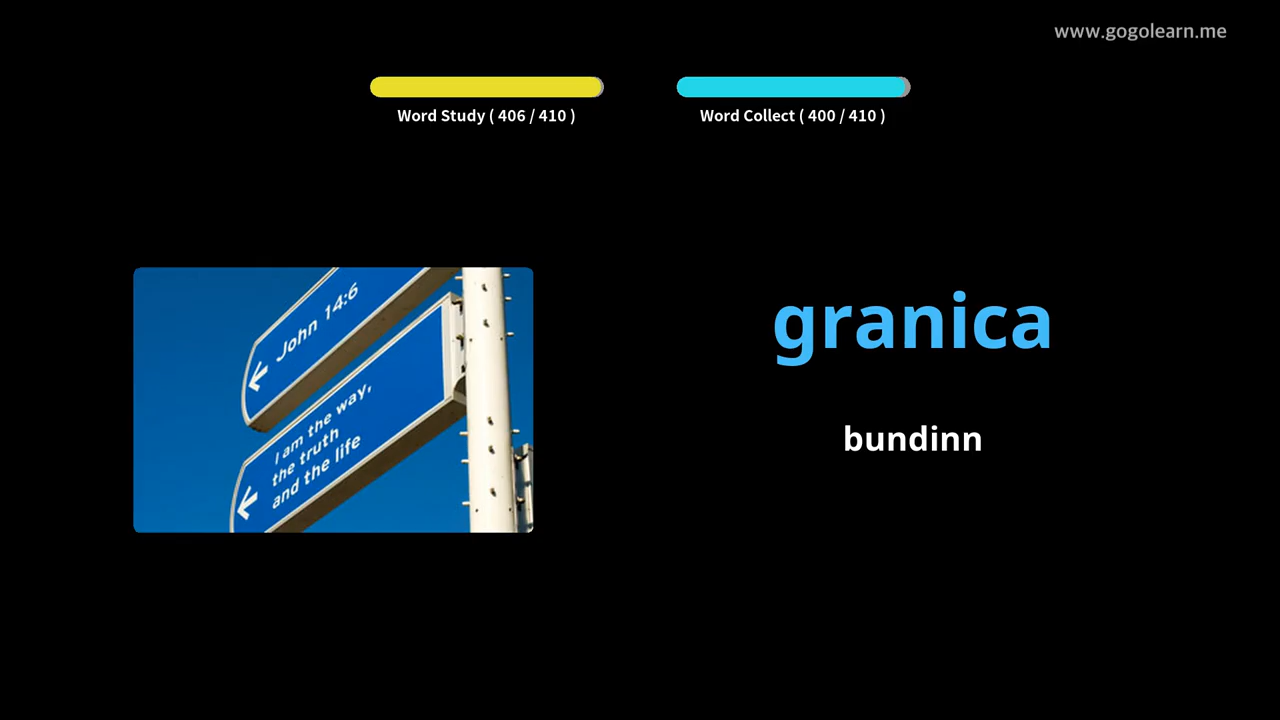 www.gogolearn.me
Word Study ( 406 / 410 )
Word Collect ( 400 / 410 )
John 14:6
I am the way,
the truth
and the life
granica
bundinn